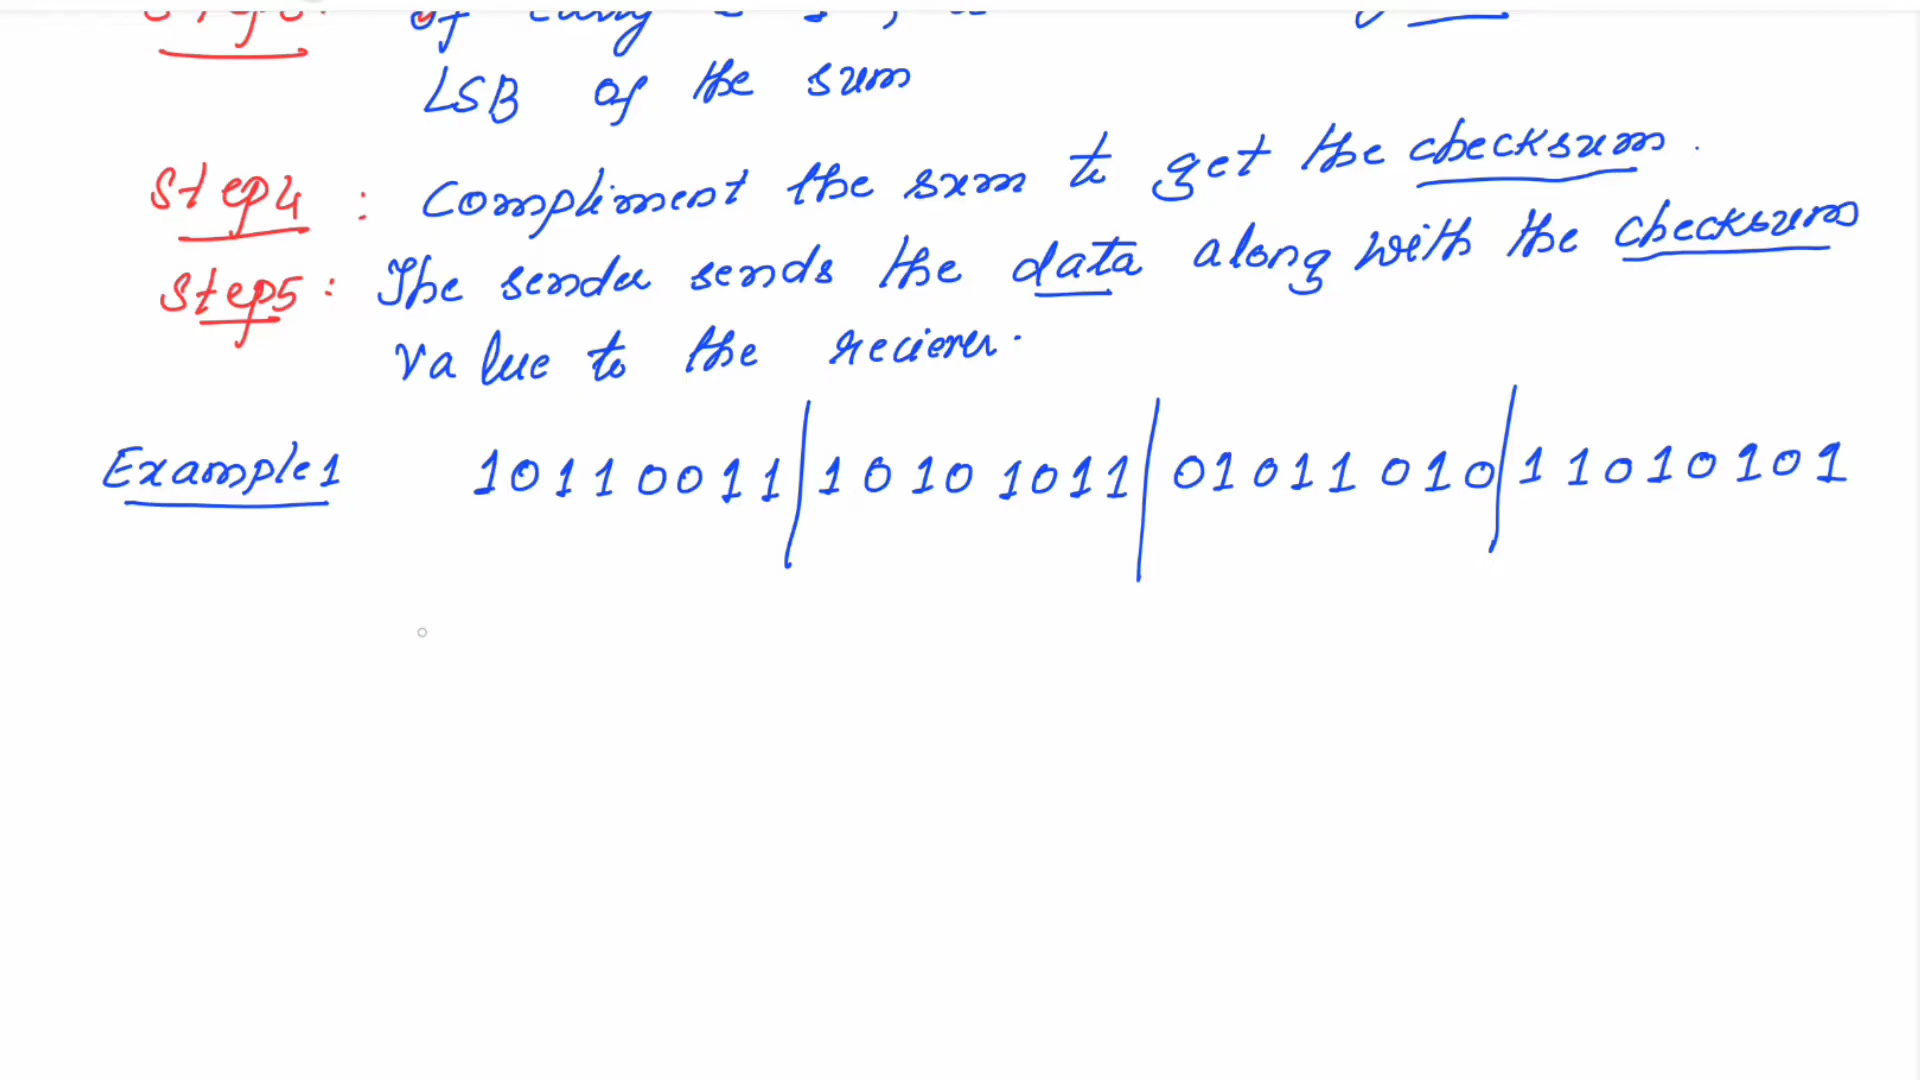 LSB of the sum
Step4 : Compliment the sum to get the checksum.
Step5 : The sender sends the data along with the checksum
Value to the reciever.
Example1 10110011 | 10101011 | 01011010 | 11010101